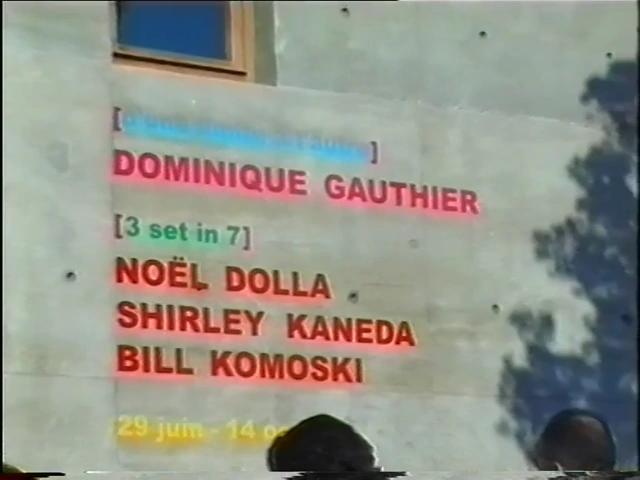 DOMINIQUE GAUTHIER
[3 set in 7]
NOËL DOLLA
SHIRLEY KANEDA
BILL KOMOSKI
29 juin - 14